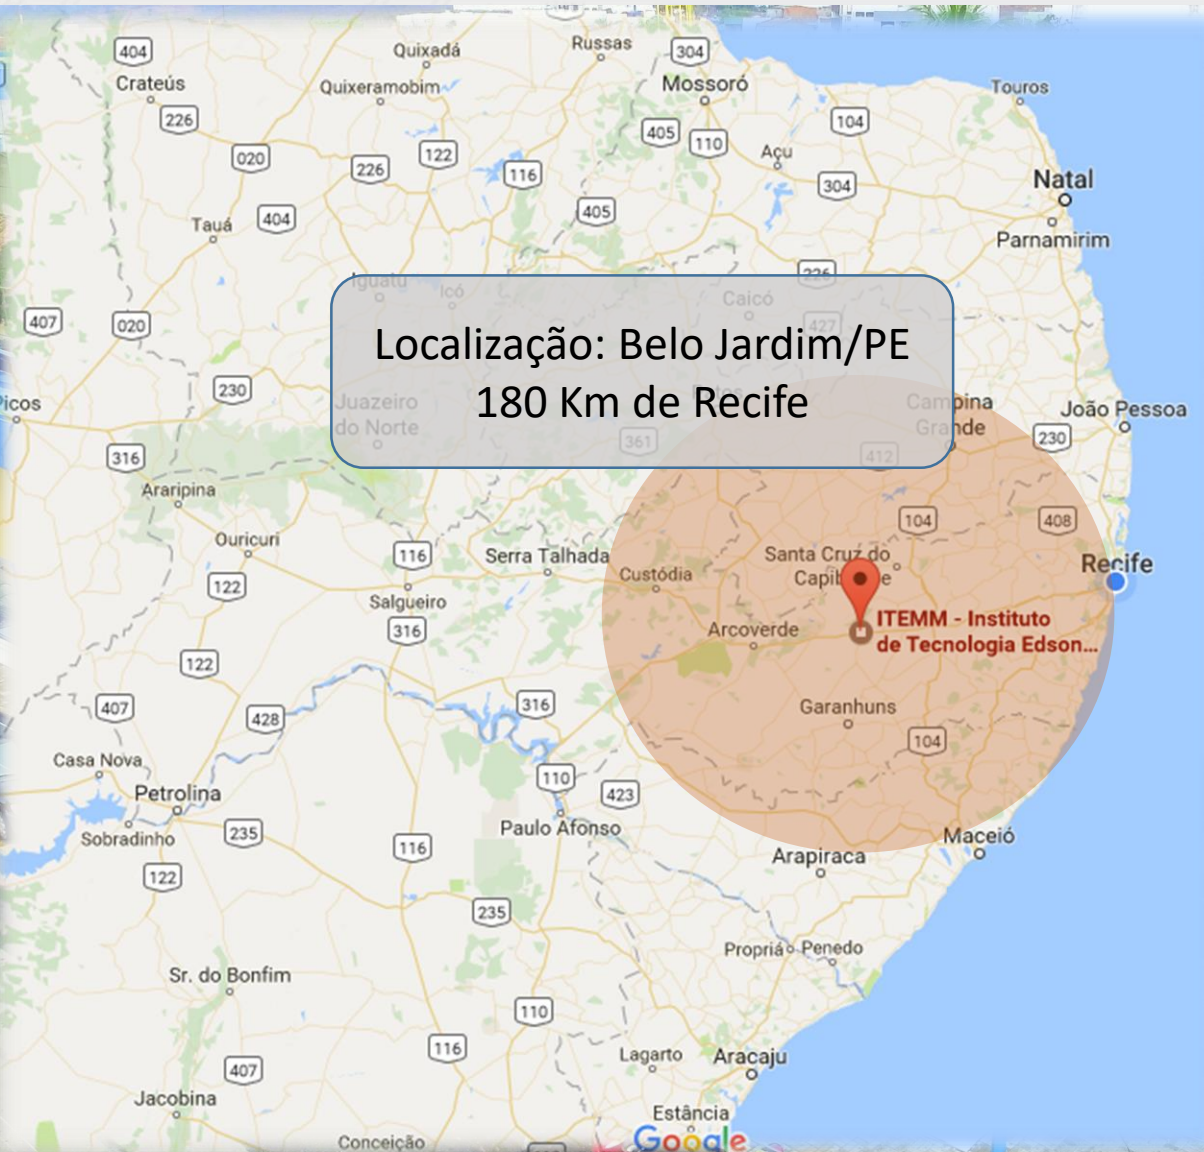 404
Quixadá
Russas
304
Crateús
Quixeramobim
Mossoró
Touros
226
405
110
104
020
226
122
116
Açu
304
Natal
Tauá
404
405
Parnamirim
226
Iguatu
Icó
Caicó
407
020
427
Localização: Belo Jardim/PE
180 Km de Recife
230
Juazeiro
do Norte
Campina
Grande
João Pessoa
Picos
361
412
230
316
Araripina
104
408
Ouricuri
116
Serra Talhada
Santa Cruz do
Recife
122
Custódia
Salgueiro
316
Arcoverde
ITEMM - Instituto
de Tecnologia Edson...
122
407
428
316
Garanhuns
104
Casa Nova
110
423
Petrolina
Sobradinho
235
116
Paulo Afonso
Maceió
Arapiraca
122
235
Propriá
Penedo
Sr. do Bonfim
110
116
407
Lagarto
Aracaju
Jacobina
Estância
Conceição
Google